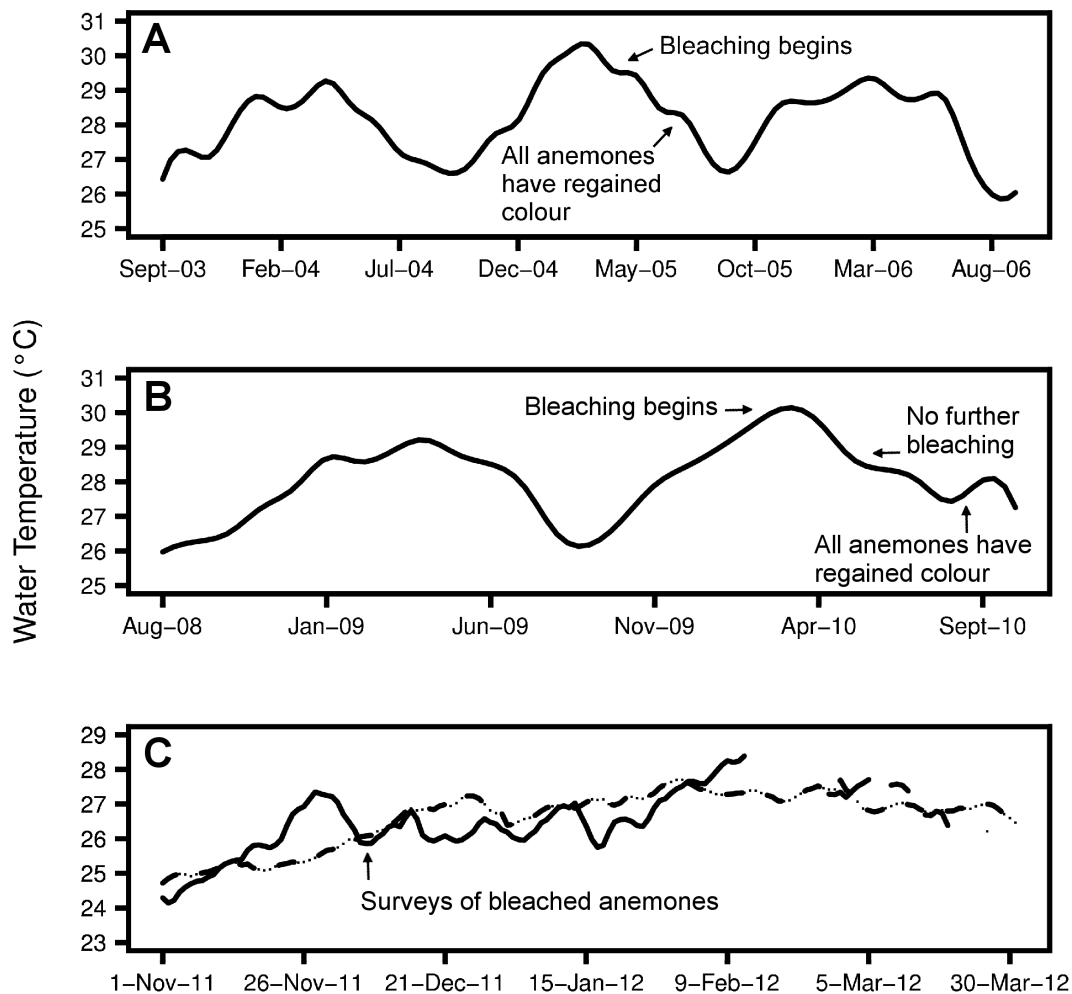 Water Temperature (°C)
A
31
30
29
28
27
26
25
Bleaching begins
All anemones
have regained
colour
Sept–03 Feb–04 Jul–04 Dec–04 May–05 Oct–05 Mar–06 Aug–06
B
31
30
29
28
27
26
25
Bleaching begins
No further
bleaching
All anemones have
regained colour
Aug–08 Jan–09 Jun–09 Nov–09 Apr–10 Sept–10
C
29
28
27
26
25
24
23
Surveys of bleached anemones
1–Nov–11 26–Nov–11 21–Dec–11 15–Jan–12 9–Feb–12 5–Mar–12 30–Mar–12